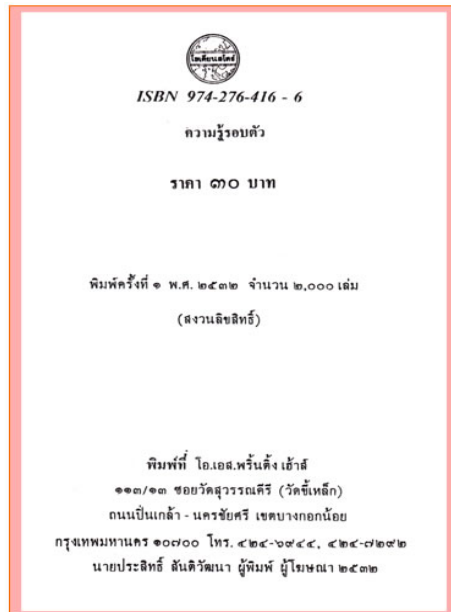 โอเดียนสโตร์
ISBN 974-276-416 - 6
ความรู้รอบตัว
ราคา ๓๐ บาท
พิมพ์ครั้งที่ ๑ พ.ศ. ๒๕๓๒ จำนวน ๒,๐๐๐ เล่ม
(สงวนลิขสิทธิ์)
พิมพ์ที่ โอ.เอส.พริ้นติ้ง เฮ้าส์
๑๑๓/๑๓ ซอยวัดสุวรรณคีรี (วัดขี้เหล็ก)
ถนนปิ่นเกล้า - นครชัยศรี เขตบางกอกน้อย
กรุงเทพมหานคร ๑๐๗๐๐ โทร. ๔๒๔-๖๙๔๔, ๔๒๔-๗๒๙๒
นายประสิทธิ์ สันติวัฒนา ผู้พิมพ์ ผู้โฆษณา ๒๕๓๒